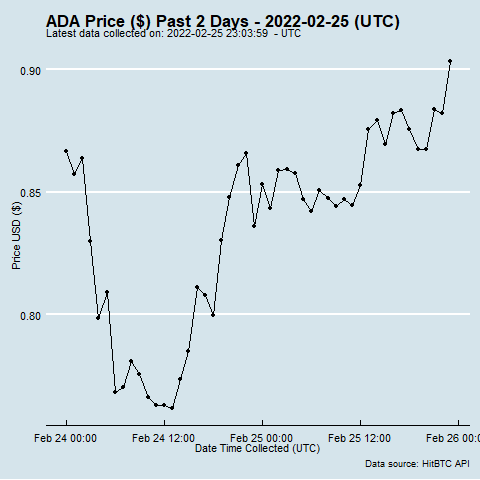 ADA Price ($) Past 2 Days - 2022-02-25 (UTC)
Latest data collected on: 2022-02-25 23:03:59 - UTC
0.90
0.85
0.80
Price USD ($)
Feb 24 00:00 Feb 24 12:00 Feb 25 00:00 Feb 25 12:00 Feb 26 00:
Date Time Collected (UTC)
Data source: HitBTC API